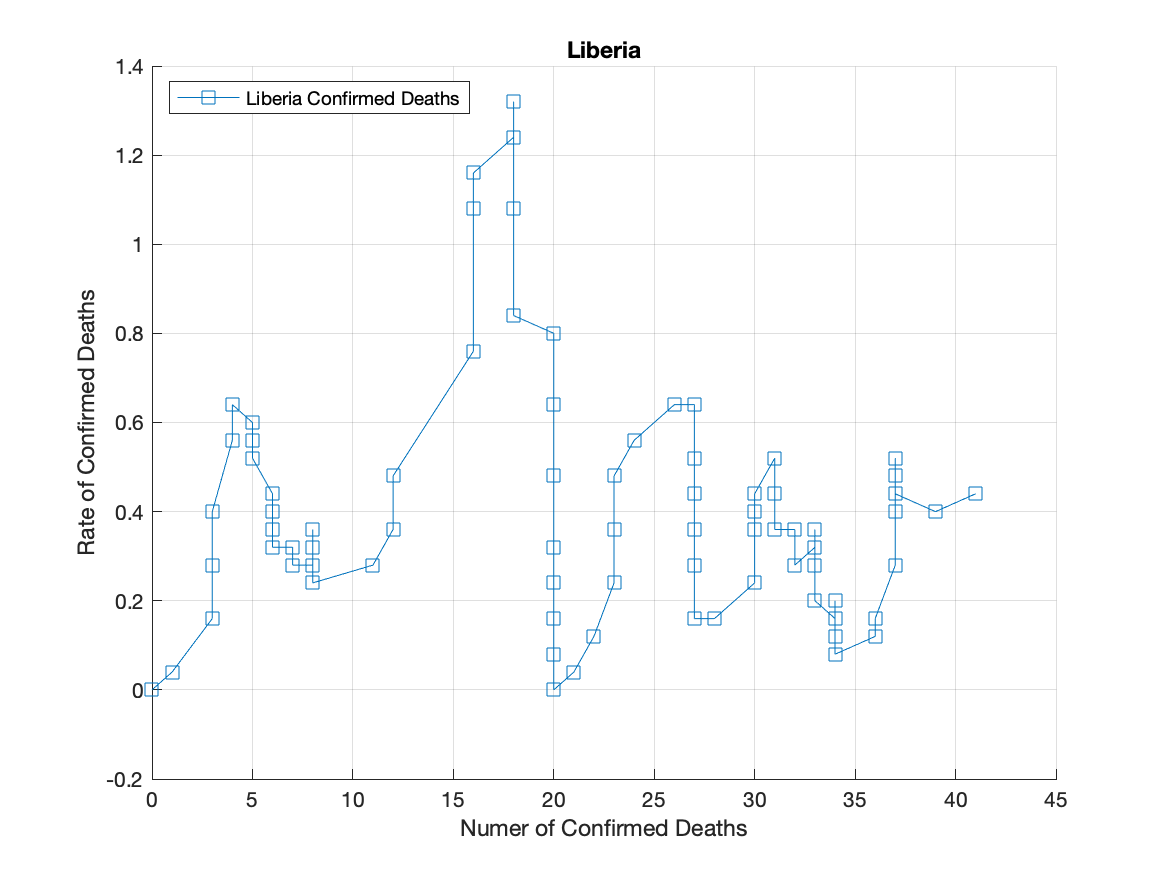 Liberia
Liberia Confirmed Deaths
Rate of Confirmed Deaths
1.4
1.2
1
0.8
0.6
0.4
0.2
0
-0.2
0 5 10 15 20 25 30 35 40 45
Numer of Confirmed Deaths